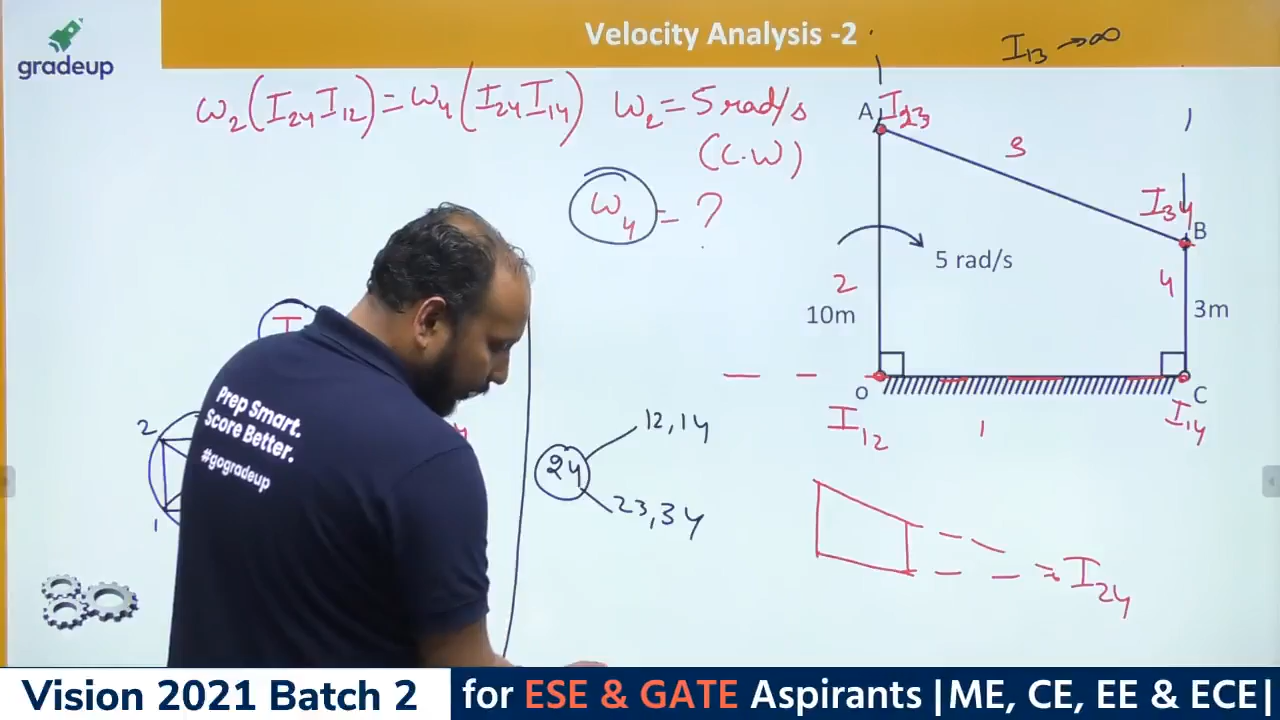 Velocity Analysis -2
gradeup
I13 → ∞
ω2(I24 I12) = ω4(I24 I14)
ω2 = 5 rad/s
(C.W)
ω4 = ?
A
I23
3
I34
B
5 rad/s
2
10m
4
3m
O
C
I12
1
I14
I
2
1
24
12,14
23,34
I24
Prep Smart.
Score Better.
#gogradeup
Vision 2021 Batch 2
for ESE & GATE Aspirants |ME, CE, EE & ECE|